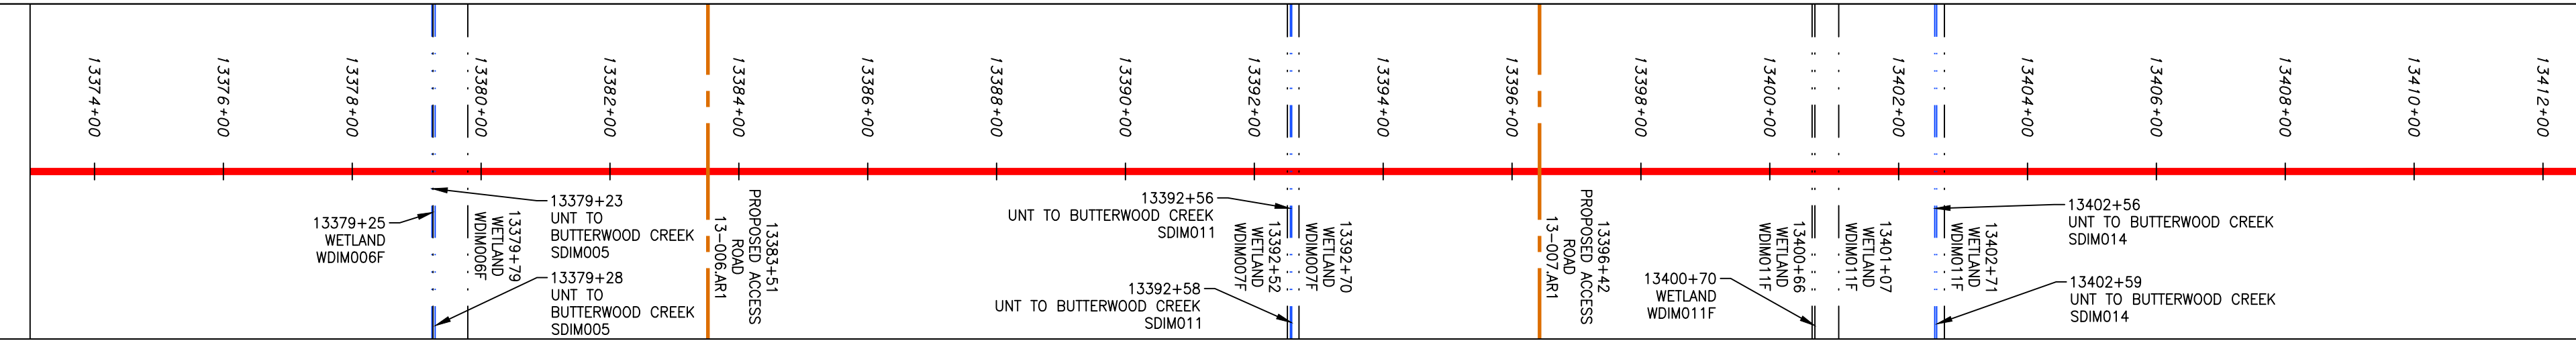 13374+00
13376+00
13378+00
13380+00
13382+00
13384+00
13386+00
13388+00
13390+00
13392+00
13394+00
13396+00
13398+00
13400+00
13402+00
13404+00
13406+00
13408+00
13410+00
13412+00
13379+25
WETLAND
WDIM006F
13379+79
WETLAND
WDIM006F
13379+23
UNT TO
BUTTERWOOD CREEK
SDIM005
13379+28
UNT TO
BUTTERWOOD CREEK
SDIM005
13383+51
PROPOSED ACCESS
ROAD
13-006.AR1
13392+56
UNT TO BUTTERWOOD CREEK
SDIM011
13392+58
UNT TO BUTTERWOOD CREEK
SDIM011
13392+52
WETLAND
WDIM007F
13392+70
WETLAND
WDIM007F
13396+42
PROPOSED ACCESS
ROAD
13-007.AR1
13400+70
WETLAND
WDIM011F
13400+66
WETLAND
WDIM011F
13401+07
WETLAND
WDIM011F
13402+71
WETLAND
WDIM011F
13402+56
UNT TO BUTTERWOOD CREEK
SDIM014
13402+59
UNT TO BUTTERWOOD CREEK
SDIM014